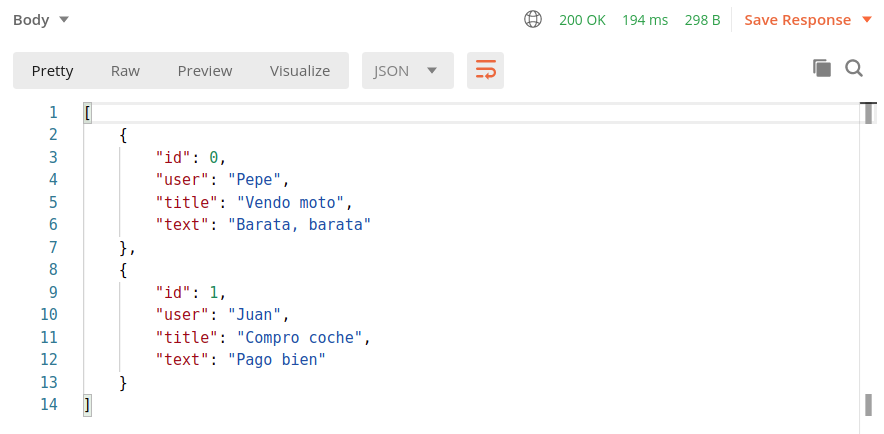 Body 200 OK 194 ms 298 B Save Response
Pretty Raw Preview Visualize JSON
1 [
2     {
3         "id": 0,
4         "user": "Pepe",
5         "title": "Vendo moto",
6         "text": "Barata, barata"
7     },
8     {
9         "id": 1,
10         "user": "Juan",
11         "title": "Compro coche",
12         "text": "Pago bien"
13     }
14 ]